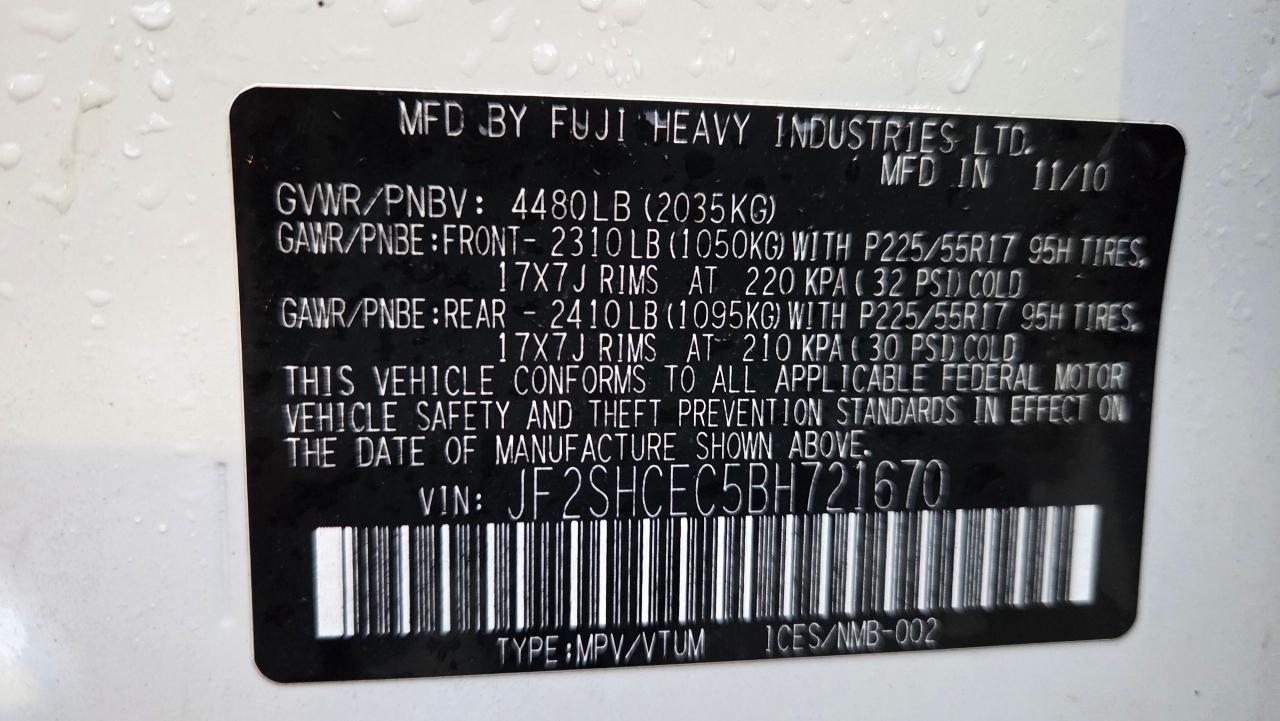 MFD BY FUJI HEAVY INDUSTRIES LTD.
MFD IN 11/10
GVWR/PNBV: 4480LB(2035KG)
GAWR/PNBE:FRONT- 2310LB(1050KG)WITH P225/55R17 95H TIRES,
17X7J RIMS AT 220 KPA(32 PSI)COLD
GAWR/PNBE:REAR - 2410LB(1095KG)WITH P225/55R17 95H TIRES,
17X7J RIMS AT 210 KPA(30 PSI)COLD
THIS VEHICLE CONFORMS TO ALL APPLICABLE FEDERAL MOTOR
VEHICLE SAFETY AND THEFT PREVENTION STANDARDS IN EFFECT ON
THE DATE OF MANUFACTURE SHOWN ABOVE.
VIN: JF2SHCEC5BH721670
TYPE:MPV/VTUM ICES/NMB-002